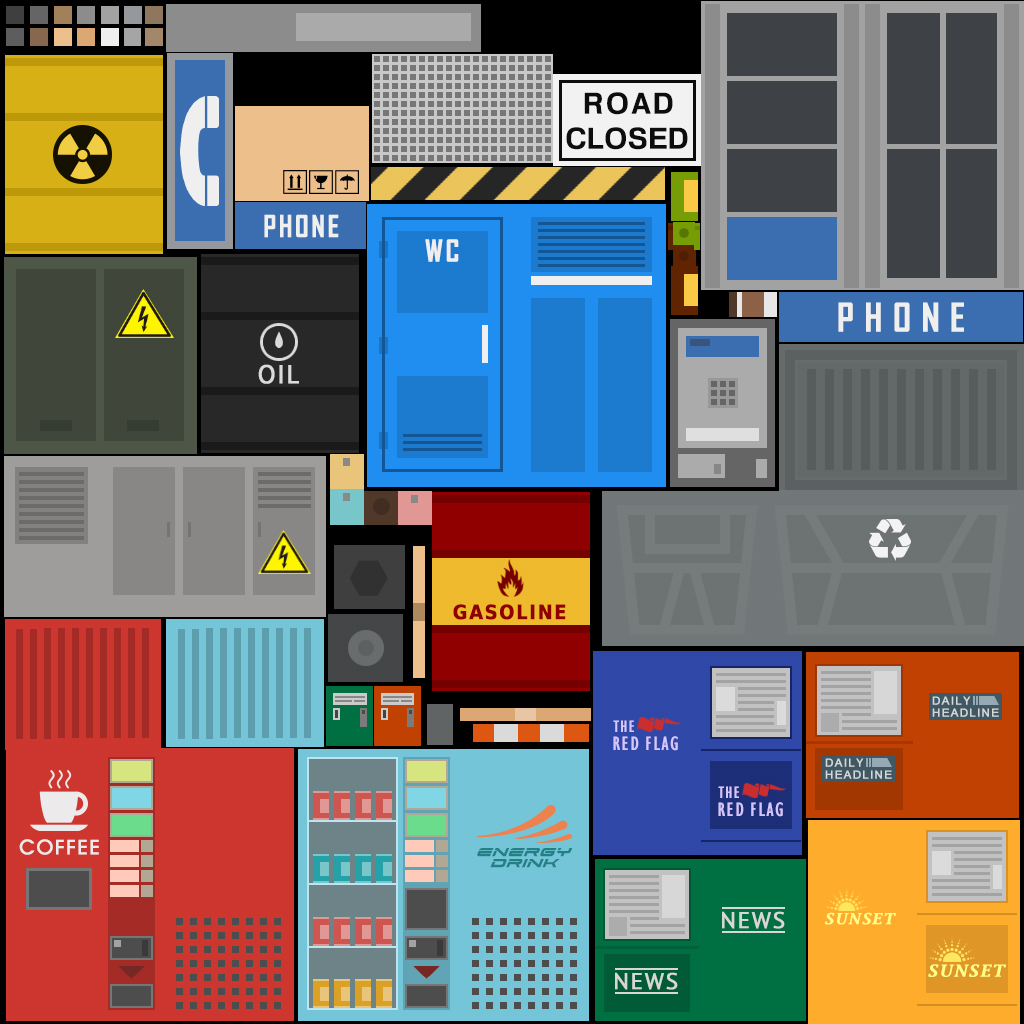 ROAD
CLOSED
PHONE
WC
PHONE
OIL
GASOLINE
THE
RED FLAG
THE
RED FLAG
DAILY
HEADLINE
DAILY
HEADLINE
COFFEE
ENERGY
DRINK
NEWS
NEWS
SUNSET
SUNSET